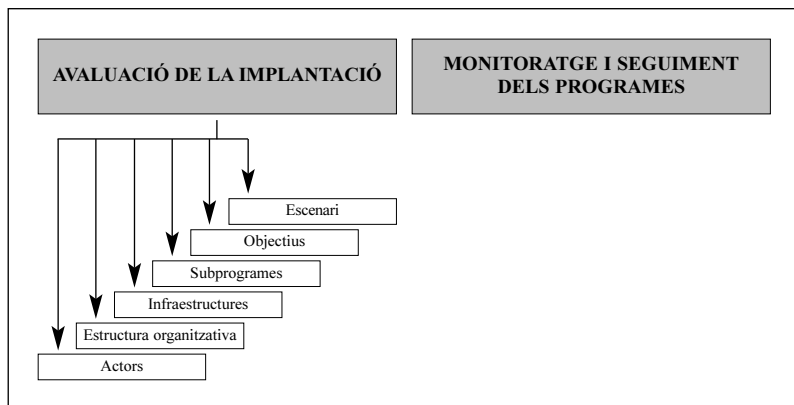 AVALUACIÓ DE LA IMPLANTACIÓ
MONITORATGE I SEGUIMENT
DELS PROGRAMES
Escenari
Objectius
Subprogrames
Infraestructures
Estructura organitzativa
Actors